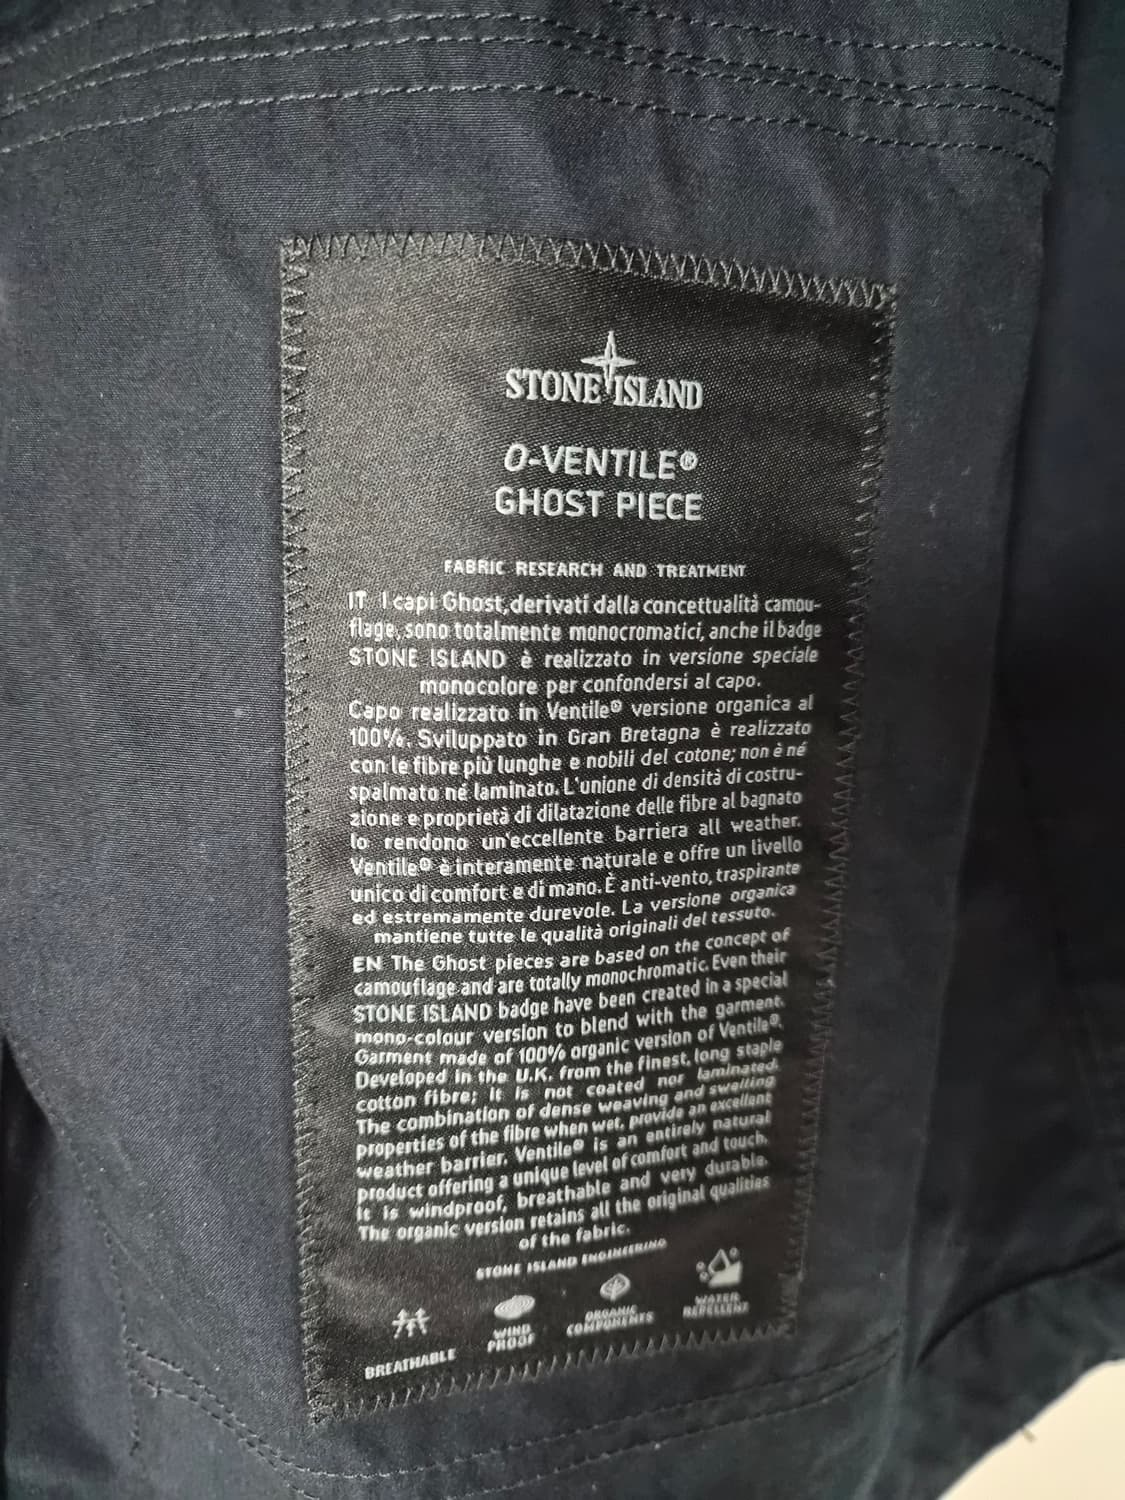 STONE ISLAND
O-VENTILE®
GHOST PIECE
FABRIC RESEARCH AND TREATMENT
IT I capi Ghost, derivati dalla concettualità camou-
flage, sono totalmente monocromatici, anche il badge
STONE ISLAND è realizzato in versione speciale
monocolore per confondersi al capo.
Capo realizzato in Ventile® versione organica al
100%. Sviluppato in Gran Bretagna è realizzato
con le fibre più lunghe e nobili del cotone; non è né
spalmato né laminato. L'unione di densità di costru-
zione e proprietà di dilatazione delle fibre al bagnato
lo rendono un'eccellente barriera all weather.
Ventile® è interamente naturale e offre un livello
unico di comfort e di mano. È anti-vento, traspirante
ed estremamente durevole. La versione organica
mantiene tutte le qualità originali del tessuto.
EN The Ghost pieces are based on the concept of
camouflage and are totally monochromatic. Even their
STONE ISLAND badge have been created in a special
mono-colour version to blend with the garment.
Garment made of 100% organic version of Ventile®.
Developed in the U.K. from the finest, long staple
cotton fibre; it is not coated nor laminated.
The combination of dense weaving and swelling
properties of the fibre when wet, provide an excellent
weather barrier. Ventile® is an entirely natural
product offering a unique level of comfort and touch.
It is windproof, breathable and very durable.
The organic version retains all the original qualities
of the fabric.
STONE ISLAND ENGINEERING
BREATHABLE
WIND
PROOF
ORGANIC
COMPONENTS
WATER
REPELLENT